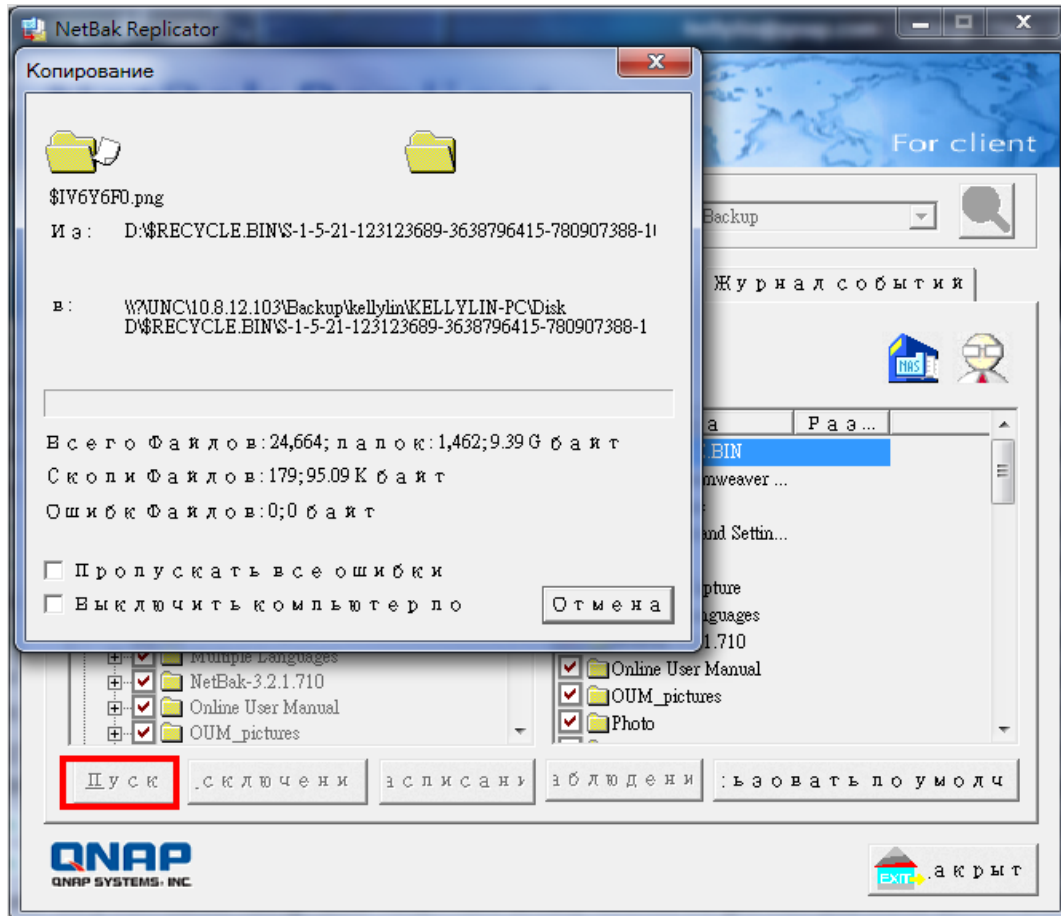 NetBak Replicator
Копирование
For client
$IV6Y6F0.png
Из: D:\$RECYCLE.BIN\S-1-5-21-123123689-3638796415-780907388-1
Backup
Журнал событий
в: \\?\UNC\10.8.12.103\Backup\kellylin\KELLYLIN-PC\Disk
D\$RECYCLE.BIN\S-1-5-21-123123689-3638796415-780907388-1
NAS
а Раз...
.BIN
Всего Файлов:24,664; папок:1,462;9.39 G байт
mweaver ...
Скопи Файлов:179;95.09 K байт
Ошибк Файлов:0;0 байт
and Settin...
Пропускать все ошибки
pture
Выключить компьютер по
Отмена
nguages
1.710
Multiple Languages
Online User Manual
NetBak-3.2.1.710
OUM_pictures
Online User Manual
Photo
OUM_pictures
Пуск
сключени
асписани
аблюдени
ьзовать по умолч
QNAP
QNAP SYSTEMS, INC.
EXIT
акрыт